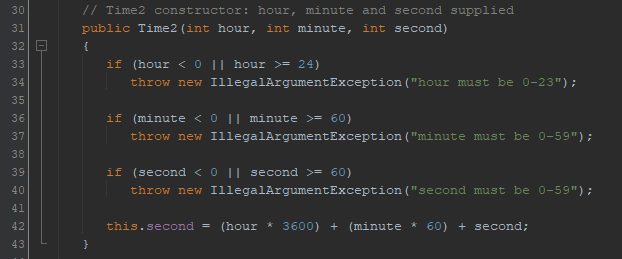 30 // Time2 constructor: hour, minute and second supplied
31 public Time2(int hour, int minute, int second)
32 {
33 if (hour < 0 || hour >= 24)
34 throw new IllegalArgumentException("hour must be 0-23");
35
36 if (minute < 0 || minute >= 60)
37 throw new IllegalArgumentException("minute must be 0-59");
38
39 if (second < 0 || second >= 60)
40 throw new IllegalArgumentException("second must be 0-59");
41
42 this.second = (hour * 3600) + (minute * 60) + second;
43 }